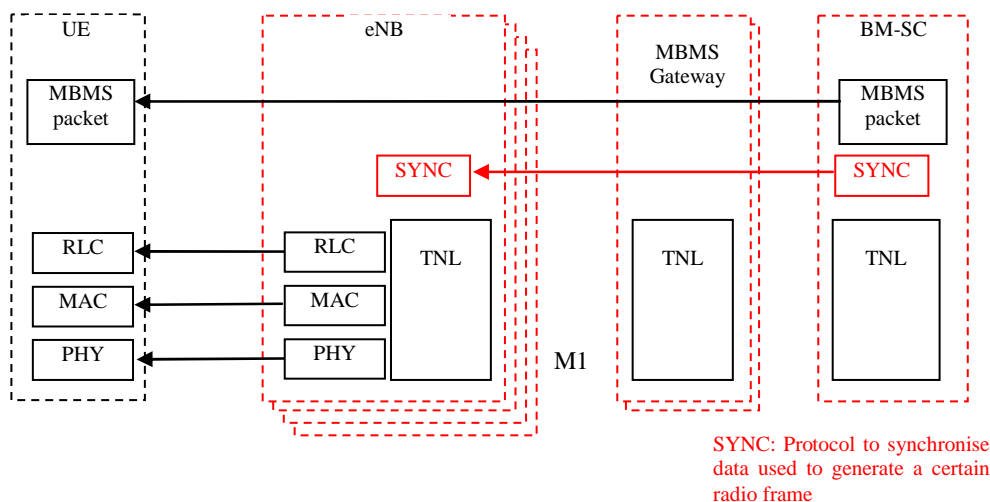 UE
eNB
MBMS
Gateway
BM-SC
MBMS
packet
MBMS
packet
SYNC
SYNC
RLC
RLC
TNL
TNL
TNL
MAC
MAC
PHY
PHY
M1
SYNC: Protocol to synchronise
data used to generate a certain
radio frame